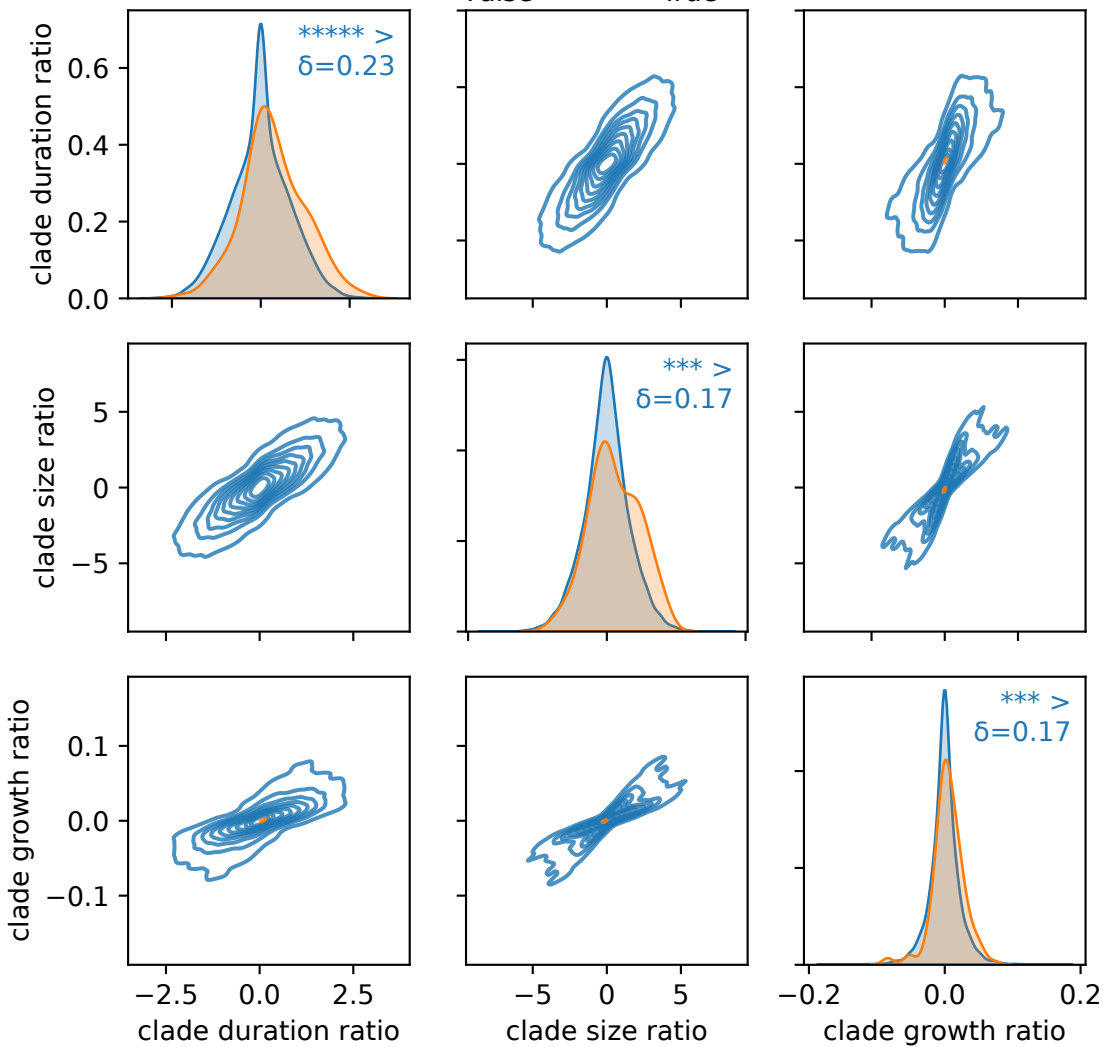 ***** >
δ=0.23
clade duration ratio
0.6
0.4
0.2
0.0
*** >
δ=0.17
clade size ratio
5
0
−5
*** >
δ=0.17
clade growth ratio
0.1
0.0
−0.1
−2.5 0.0 2.5
−5 0 5
−0.2 0.0 0.2
clade duration ratio
clade size ratio
clade growth ratio